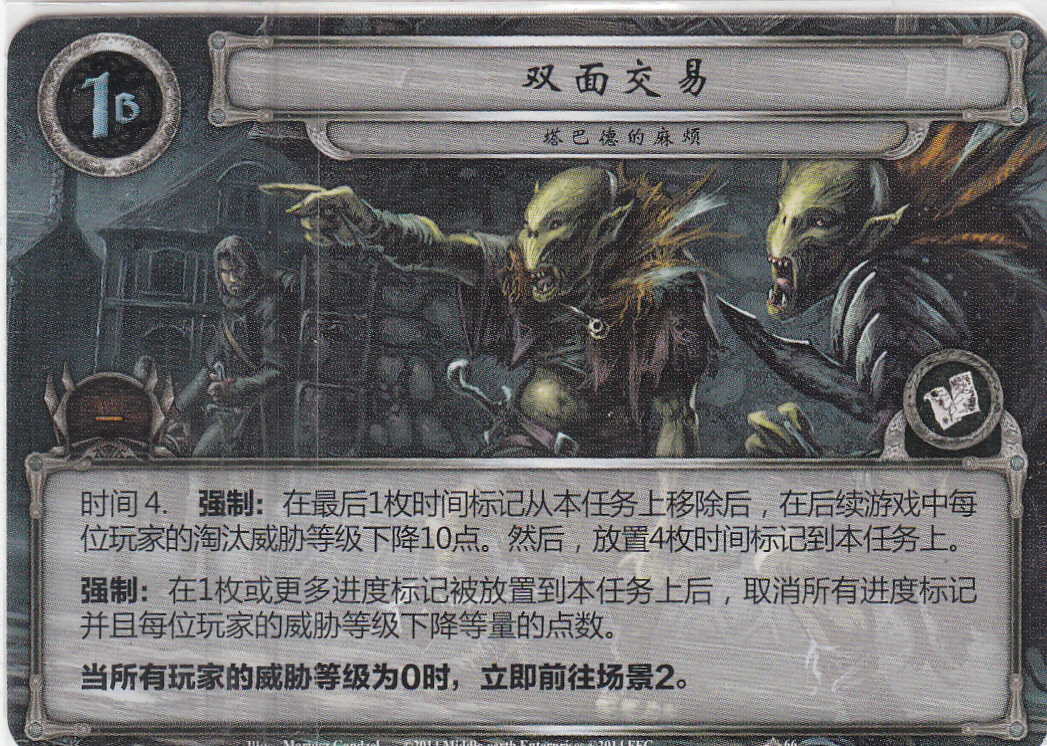 1B
双面交易
塔巴德的麻烦
时间 4. 强制：在最后1枚时间标记从本任务上移除后，在后续游戏中每
位玩家的淘汰威胁等级下降10点。然后，放置4枚时间标记到本任务上。
强制：在1枚或更多进度标记被放置到本任务上后，取消所有进度标记
并且每位玩家的威胁等级下降等量的点数。
当所有玩家的威胁等级为0时，立即前往场景2。